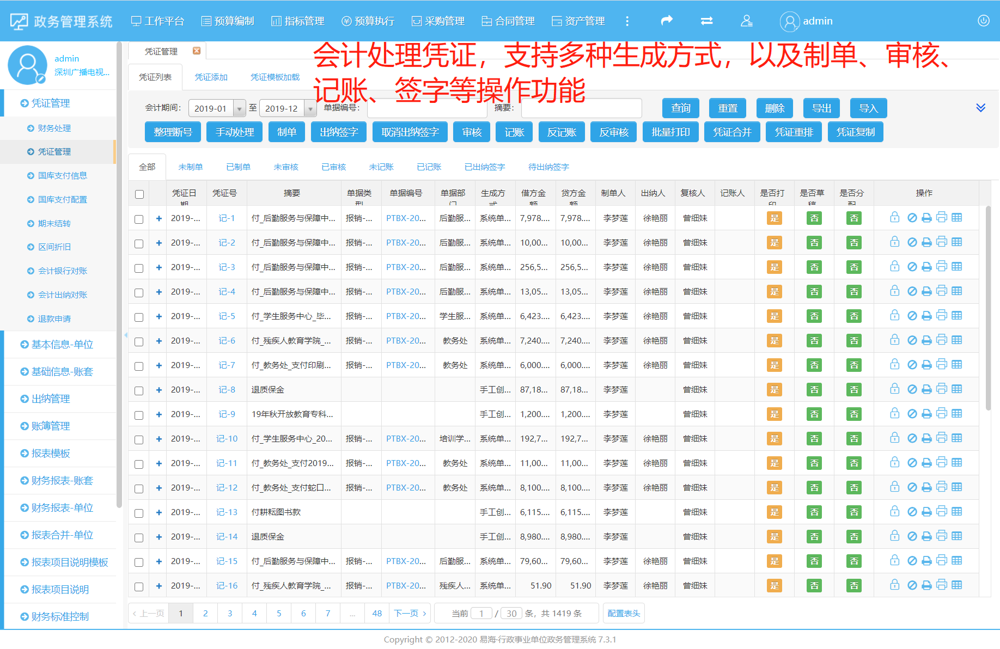 政务管理系统 工作平台 预算编制 指标管理 预算执行 采购管理 合同管理 资产管理 admin
admin
深圳广播电视...
凭证管理
会计处理凭证，支持多种生成方式，以及制单、审核、
记账、签字等操作功能
凭证列表 凭证添加 凭证模板加载
会计期间： 2019-01 至 2019-12 单据编号： 摘要： 查询 重置 删除 导出 导入
整理断号 手动处理 制单 出纳签字 取消出纳签字 审核 记账 反记账 反审核 批量打印 凭证合并 凭证重排 凭证复制
全部 未制单 已制单 未审核 已审核 未记账 已记账 已出纳签字 待出纳签字
凭证管理
财务处理
凭证管理
国库支付信息
国库支付配置
期末结转
区间折旧
会计银行对账
会计出纳对账
退款申请
基本信息-单位
基础信息-账套
出纳管理
账簿管理
报表模板
财务报表-账套
财务报表-单位
报表合并-单位
报表项目说明模板
报表项目说明
财务标准控制
凭证日期 凭证号 摘要 单据类型 单据编号 单据部门 生成方式 借方金额 贷方金额 制单人 出纳人 复核人 记账人 是否打印 是否草稿 是否分配 操作
2019-... 记-1 付_后勤服务与保障中... 报销-... PTBX-20... 后勤服... 系统单... 7,978.... 7,978.... 李梦莲 徐艳丽 曾细妹 是 否 否
2019-... 记-2 付_后勤服务与保障中... 报销-... PTBX-20... 后勤服... 系统单... 10,00... 10,00... 李梦莲 徐艳丽 曾细妹 是 否 否
2019-... 记-3 付_后勤服务与保障中... 报销-... PTBX-20... 后勤服... 系统单... 256,5... 256,5... 李梦莲 徐艳丽 曾细妹 是 否 否
2019-... 记-4 付_后勤服务与保障中... 报销-... PTBX-20... 后勤服... 系统单... 13,05... 13,05... 李梦莲 徐艳丽 曾细妹 是 否 否
2019-... 记-5 付_学生服务中心_毕... 报销-... PTBX-20... 学生服... 系统单... 6,423.... 6,423.... 李梦莲 徐艳丽 曾细妹 是 否 否
2019-... 记-6 付_残疾人教育学院_... 报销-... PTBX-20... 教务处 系统单... 7,240.... 7,240.... 李梦莲 徐艳丽 曾细妹 是 否 否
2019-... 记-7 付_教务处_支付印刷... 报销-... PTBX-20... 教务处 系统单... 6,000.... 6,000.... 李梦莲 徐艳丽 曾细妹 是 否 否
2019-... 记-8 退质保金 手工创... 87,18... 87,18... 李梦莲 曾细妹 是 否 否
2019-... 记-9 19年秋开放教育专科... 手工创... 1,200.... 1,200.... 李梦莲 曾细妹 是 否 否
2019-... 记-10 付_学生服务中心_20... 报销-... PTBX-20... 培训学... 系统单... 192,7... 192,7... 李梦莲 徐艳丽 曾细妹 是 否 否
2019-... 记-11 付_教务处_支付2019... 报销-... PTBX-20... 教务处 系统单... 11,00... 11,00... 李梦莲 徐艳丽 曾细妹 是 否 否
2019-... 记-12 付_教务处_支付蛇口... 报销-... PTBX-20... 教务处 系统单... 8,100.... 8,100.... 李梦莲 徐艳丽 曾细妹 是 否 否
2019-... 记-13 付耕耘图书款 手工创... 6,115.... 6,115.... 李梦莲 曾细妹 是 否 否
2019-... 记-14 退质保金 手工创... 8,980.... 8,980.... 李梦莲 曾细妹 是 否 否
2019-... 记-15 付_后勤服务与保障中... 报销-... PTBX-20... 后勤服... 系统单... 79,60... 79,60... 李梦莲 徐艳丽 曾细妹 是 否 否
2019-... 记-16 付_残疾人教育学院_... 报销-... PTBX-20... 残疾人... 系统单... 51.90 51.90 李梦莲 徐艳丽 曾细妹 是 否 否
‹ 上一页 1 2 3 4 5 6 7 ... 48 下一页 › 当前 1 / 30 条，共 1419 条 配置表头
Copyright © 2012-2020 易海·行政事业单位政务管理系统 7.3.1